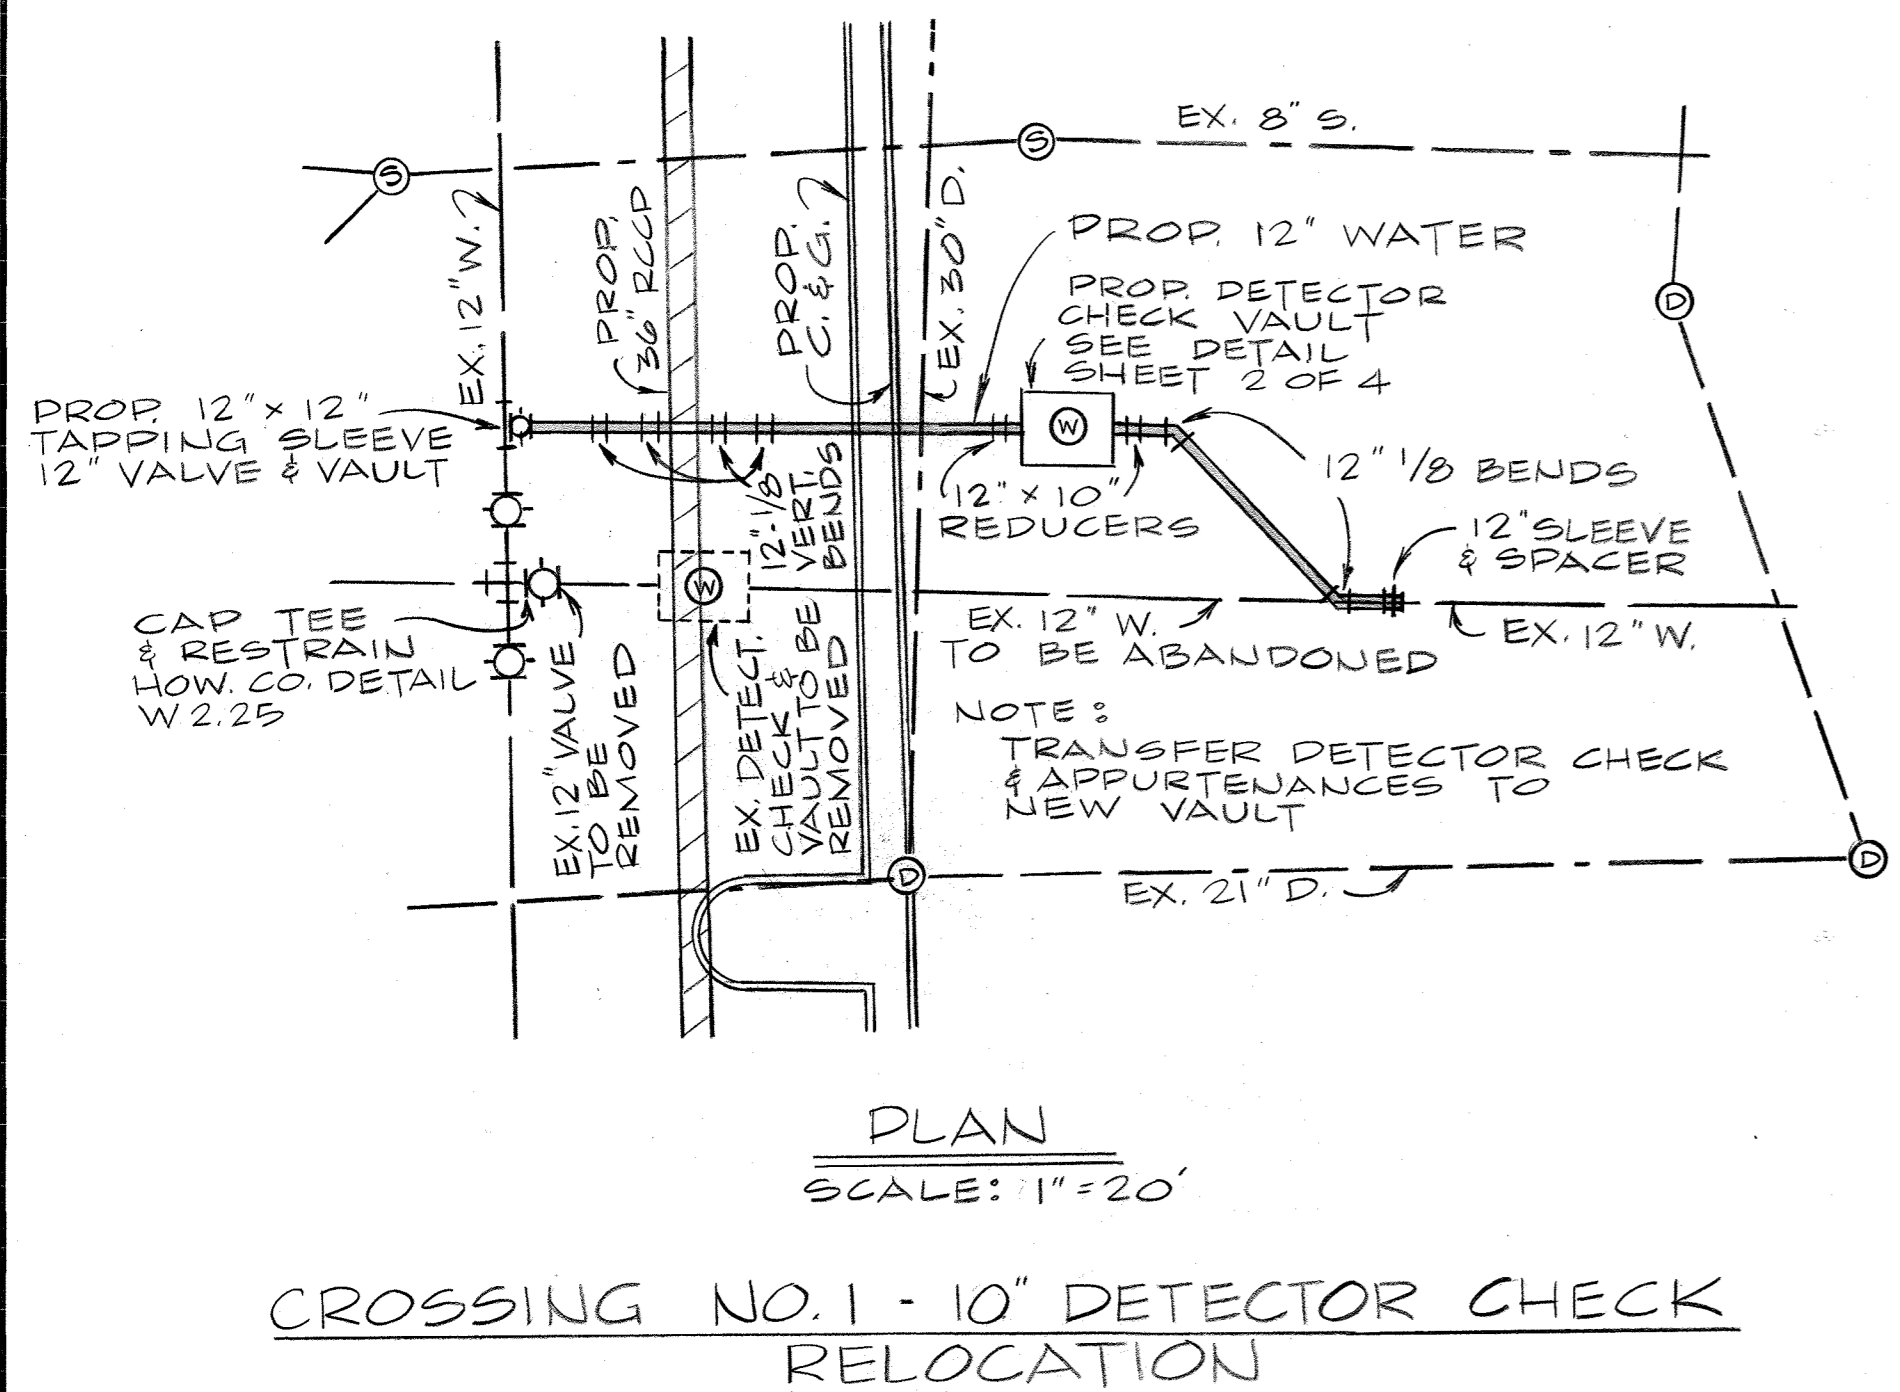 EX. 8" S.
S
S
EX. 12" W.
PROP.
36" RCCP
PROP.
C. & G.
EX. 30" D.
PROP. 12" WATER
PROP. DETECTOR
CHECK VAULT
SEE DETAIL
SHEET 2 OF 4
D
PROP. 12" x 12"
TAPPING SLEEVE
12" VALVE & VAULT
W
12" x 10"
REDUCERS
12" 1/8 BENDS
12" SLEEVE
& SPACER
12"-1/8
VERT.
BENDS
W
CAP TEE
& RESTRAIN
HOW. CO. DETAIL
W 2.25
EX. 12" VALVE
TO BE
REMOVED
EX. DETECT.
CHECK &
VAULT TO BE
REMOVED
EX. 12" W.
TO BE ABANDONED
EX. 12" W.
NOTE:
TRANSFER DETECTOR CHECK
& APPURTENANCES TO
NEW VAULT
D
D
EX. 21" D.
PLAN
SCALE: 1" = 20'
CROSSING NO. 1 - 10" DETECTOR CHECK
RELOCATION